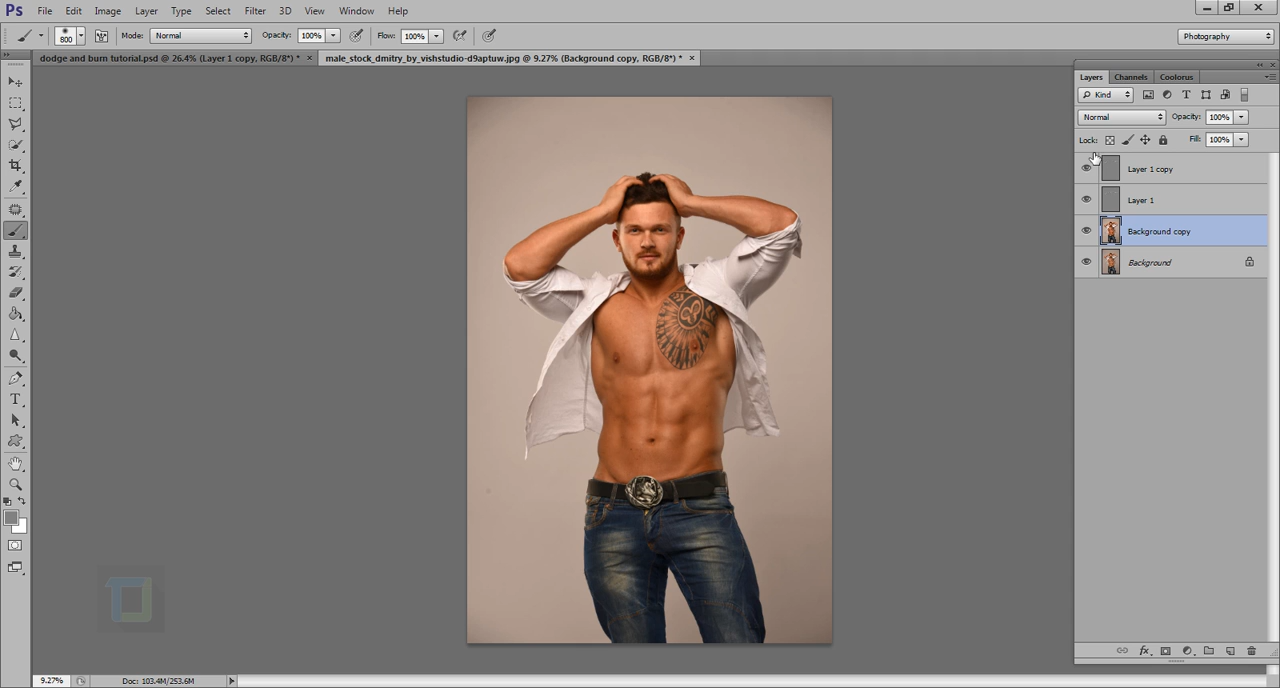 Ps File Edit Image Layer Type Select Filter 3D View Window Help
800 Mode: Normal Opacity: 100% Flow: 100% Photography
dodge and burn tutorial.psd @ 26.4% (Layer 1 copy, RGB/8*) * × male_stock_dmitry_by_vishstudio-d9aptuw.jpg @ 9.27% (Background copy, RGB/8*) * ×
Layers Channels Coolorus
Kind
Normal Opacity: 100%
Lock: Fill: 100%
Layer 1 copy
Layer 1
Background copy
Background
9.27% Doc: 103.4M/253.6M